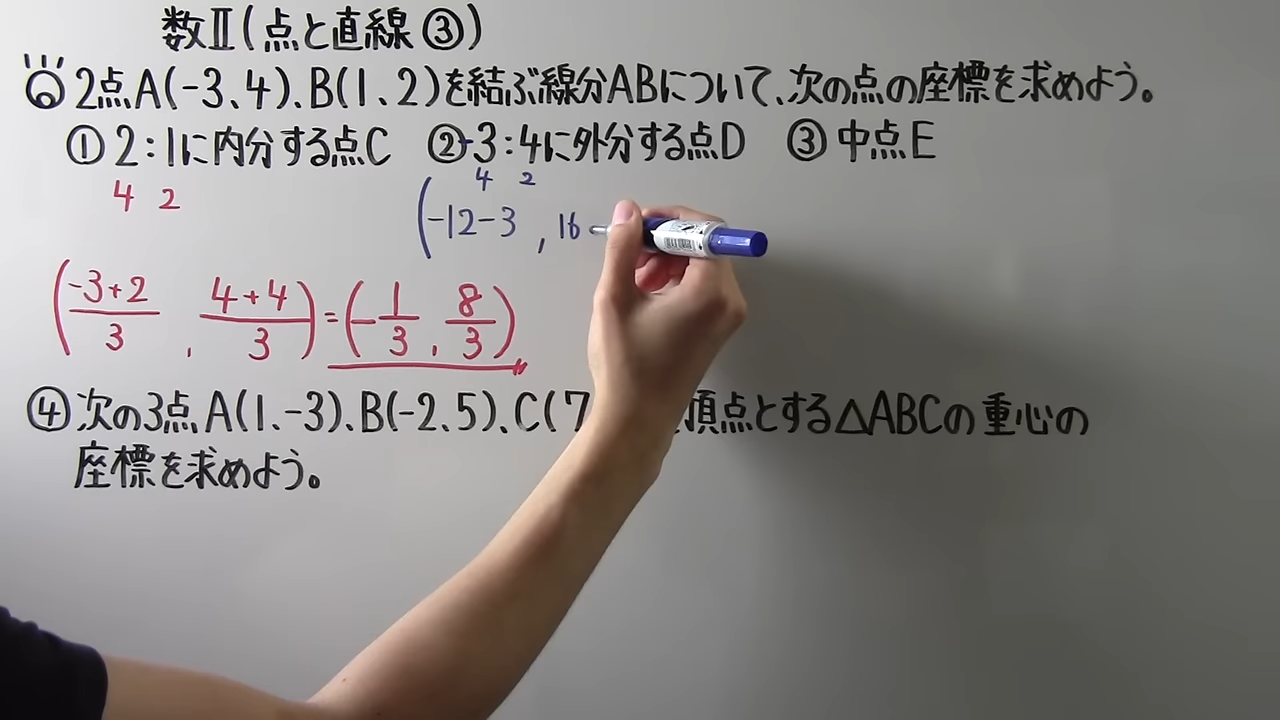 数Ⅱ(点と直線③)
2点A(-3、4)、B(1、2)を結ぶ線分ABについて、次の点の座標を求めよう。
①2:1に内分する点C ②-3:4に外分する点D ③中点E
4 2
4 2
(-12-3 , 16
(-3+2/3 , 4+4/3)=(-1/3 , 8/3)
④次の3点A(1、-3)、B(-2、5)、C(7 頂点とする△ABCの重心の
座標を求めよう。